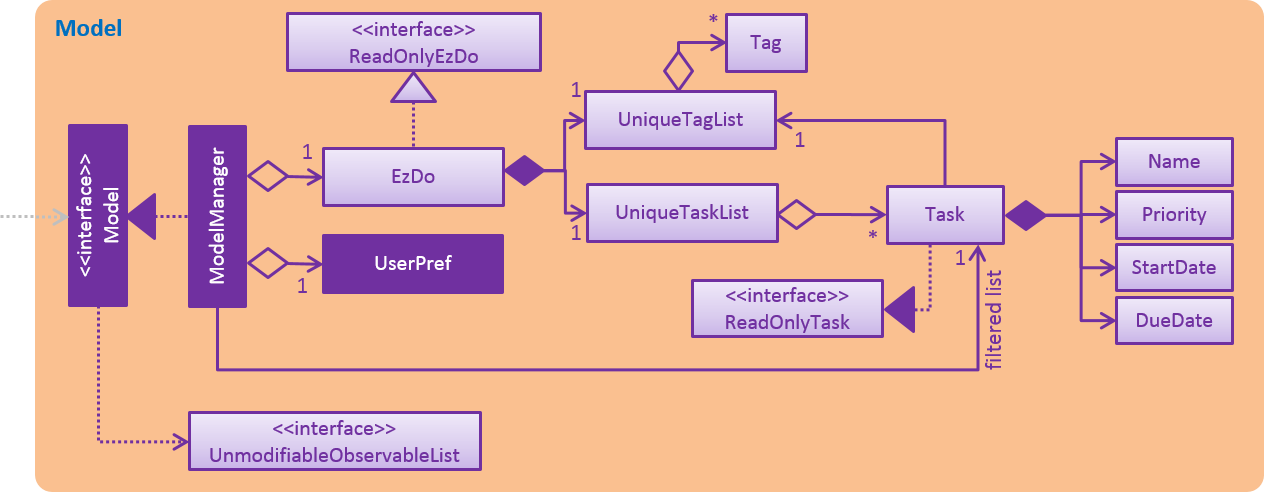 Model
<<interface>>
ReadOnlyEzDo
*
Tag
1
UniqueTagList
1
<<interface>>
Model
ModelManager
1
EzDo
UniqueTaskList
1
Task
*
1
Name
Priority
StartDate
DueDate
UserPref
1
<<interface>>
ReadOnlyTask
filtered list
<<interface>>
UnmodifiableObservableList